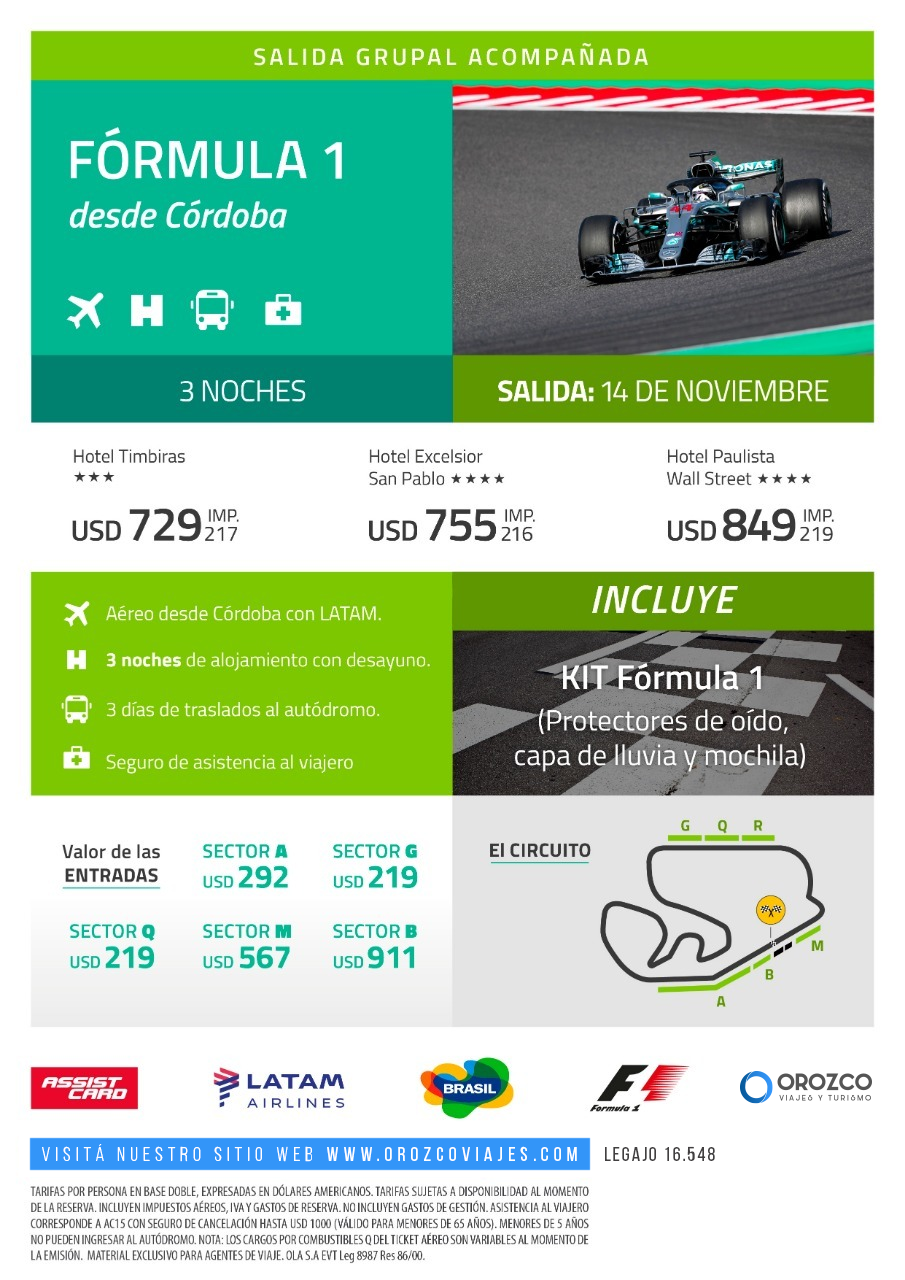 SALIDA GRUPAL ACOMPAÑADA
FÓRMULA 1
desde Córdoba
PETRONAS
44
3 NOCHES
SALIDA: 14 DE NOVIEMBRE
Hotel Timbiras
★★★
USD 729 IMP. 217
Hotel Excelsior
San Pablo ★★★★
USD 755 IMP. 216
Hotel Paulista
Wall Street ★★★★
USD 849 IMP. 219
Aéreo desde Córdoba con LATAM.
3 noches de alojamiento con desayuno.
3 días de traslados al autódromo.
Seguro de asistencia al viajero
INCLUYE
KIT Fórmula 1
(Protectores de oído,
capa de lluvia y mochila)
Valor de las
ENTRADAS
SECTOR A
USD 292
SECTOR G
USD 219
SECTOR Q
USD 219
SECTOR M
USD 567
SECTOR B
USD 911
El CIRCUITO
G Q R
M
B
A
ASSIST
CARD
LATAM
AIRLINES
BRASIL
F1
Formula 1
OROZCO
VIAJES Y TURISMO
VISITÁ NUESTRO SITIO WEB WWW.OROZCOVIAJES.COM
LEGAJO 16.548
TARIFAS POR PERSONA EN BASE DOBLE, EXPRESADAS EN DÓLARES AMERICANOS. TARIFAS SUJETAS A DISPONIBILIDAD AL MOMENTO
DE LA RESERVA. INCLUYEN IMPUESTOS AÉREOS, IVA Y GASTOS DE RESERVA. NO INCLUYEN GASTOS DE GESTIÓN. ASISTENCIA AL VIAJERO
CORRESPONDE A AC15 CON SEGURO DE CANCELACIÓN HASTA USD 1000 (VÁLIDO PARA MENORES DE 65 AÑOS). MENORES DE 5 AÑOS
NO PUEDEN INGRESAR AL AUTÓDROMO. NOTA: LOS CARGOS POR COMBUSTIBLES Q DEL TICKET AÉREO SON VARIABLES AL MOMENTO DE
LA EMISIÓN. MATERIAL EXCLUSIVO PARA AGENTES DE VIAJE. OLA S.A EVT Leg 8987 Res 86/00.